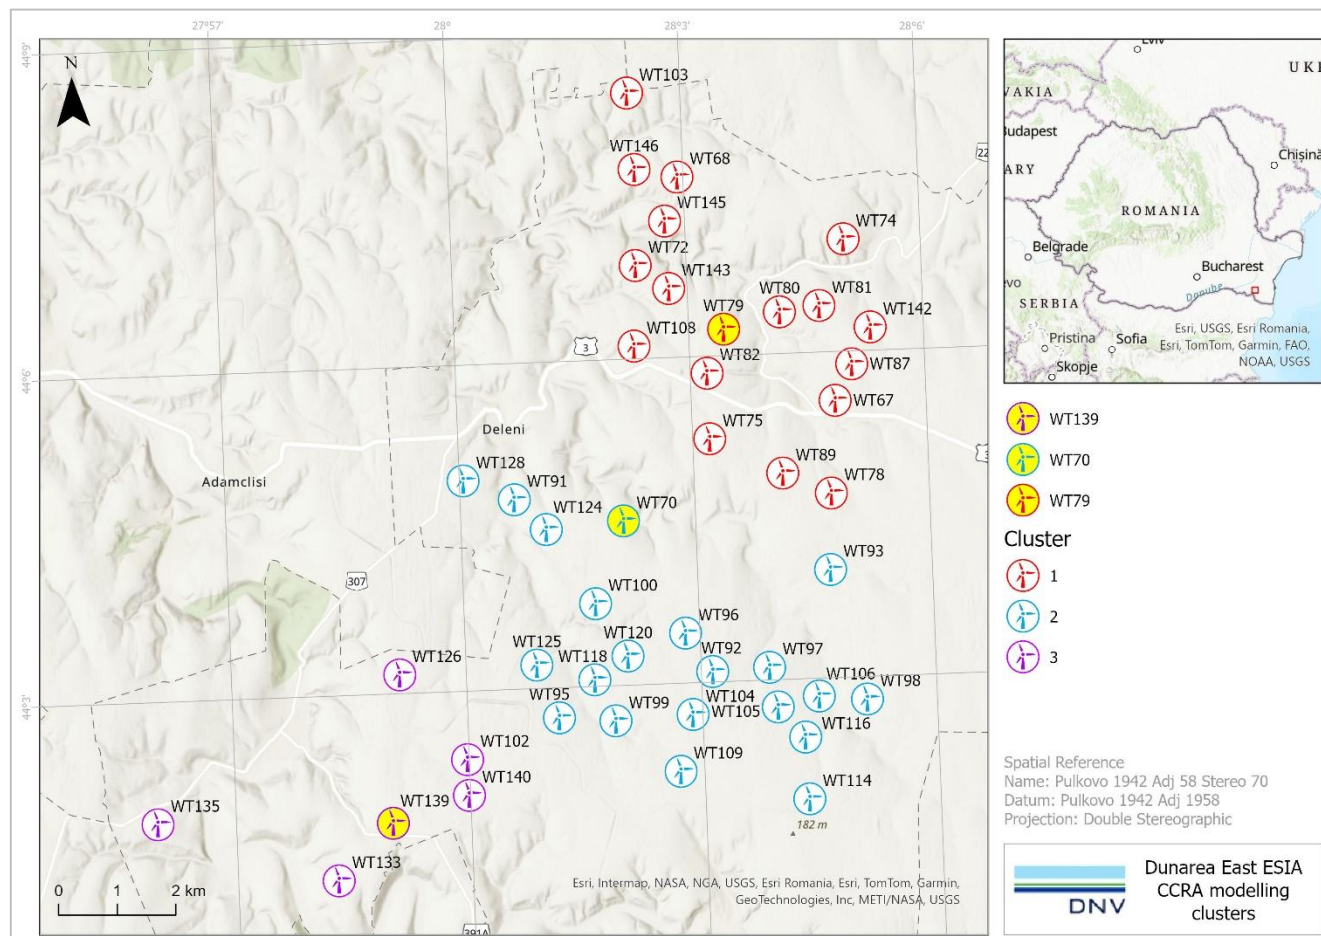 27°57'
28°
28°3'
28°6'
44°9'
44°6'
44°3'
N
WT103
WT146
WT68
WT145
WT74
WT72
WT143
WT80
WT81
WT79
WT142
WT108
3
WT82
WT87
WT67
WT75
Deleni
3
WT89
WT78
WT128
WT91
Adamclisi
WT124
WT70
WT93
307
WT100
WT96
WT120
WT125
WT118
WT92
WT97
WT126
WT106
WT98
WT95
WT99
WT104
WT105
WT116
WT102
WT109
WT140
WT114
WT135
WT139
182 m
WT133
0 1 2 km
391A
Esri, Intermap, NASA, NGA, USGS, Esri Romania, Esri, TomTom, Garmin,
GeoTechnologies, Inc, METI/NASA, USGS
22
Lviv
UKI
VAKIA
Budapest
Chișină
ARY
ROMANIA
Belgrade
Bucharest
evo
Danube
SERBIA
Pristina
Sofia
Skopje
Esri, USGS, Esri Romania,
Esri, TomTom, Garmin, FAO,
NOAA, USGS
WT139
WT70
WT79
Cluster
1
2
3
Spatial Reference
Name: Pulkovo 1942 Adj 58 Stereo 70
Datum: Pulkovo 1942 Adj 1958
Projection: Double Stereographic
DNV
Dunarea East ESIA
CCRA modelling
clusters